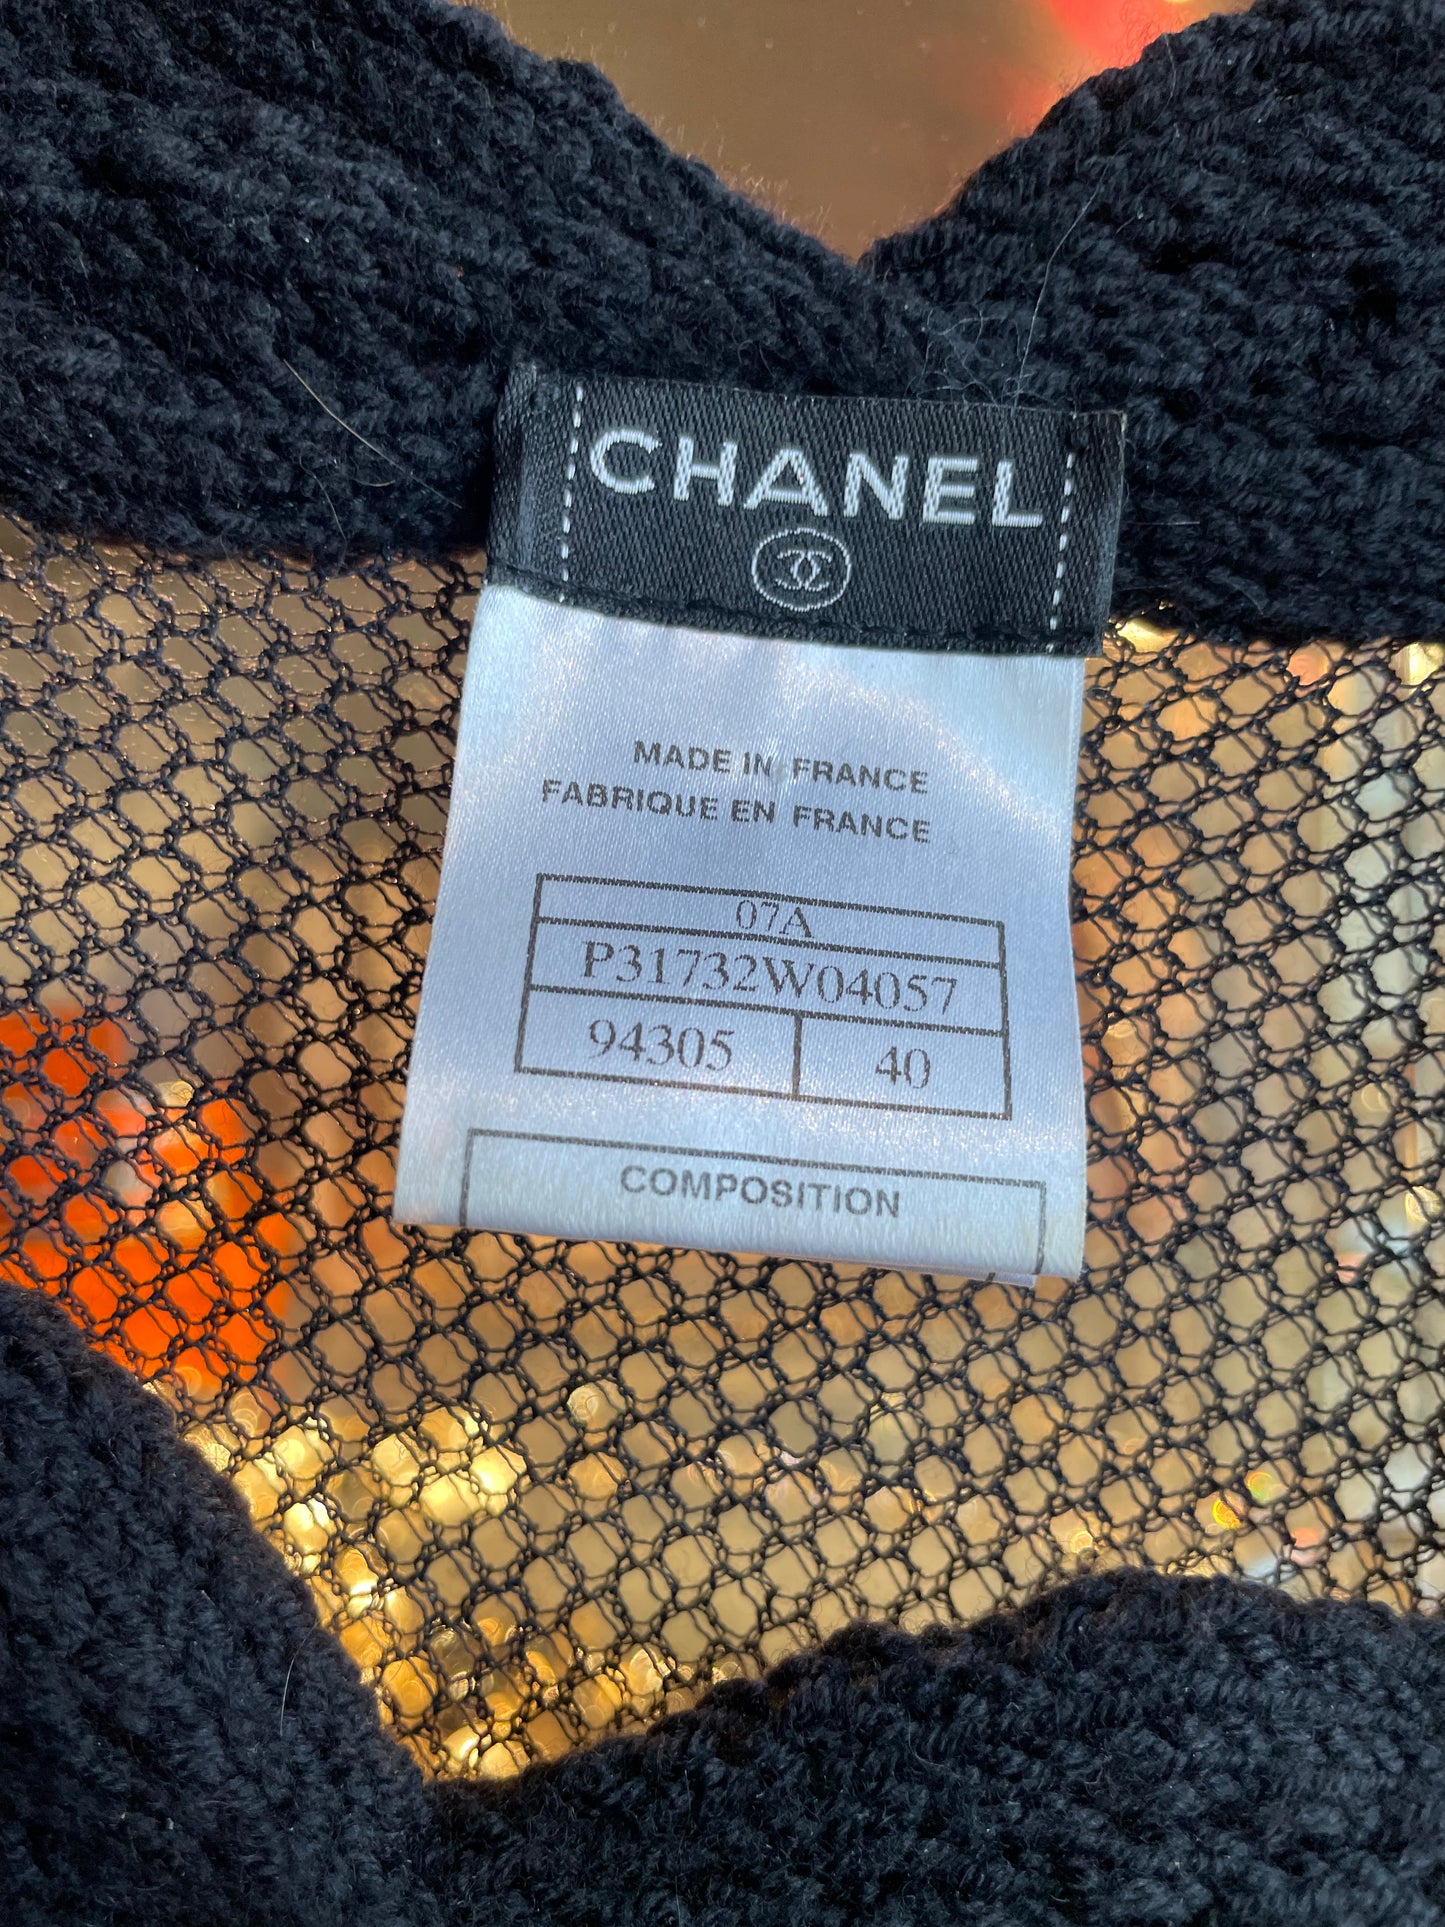 CHANEL
MADE IN FRANCE
FABRIQUE EN FRANCE
07A
P31732W04057
94305 40
COMPOSITION